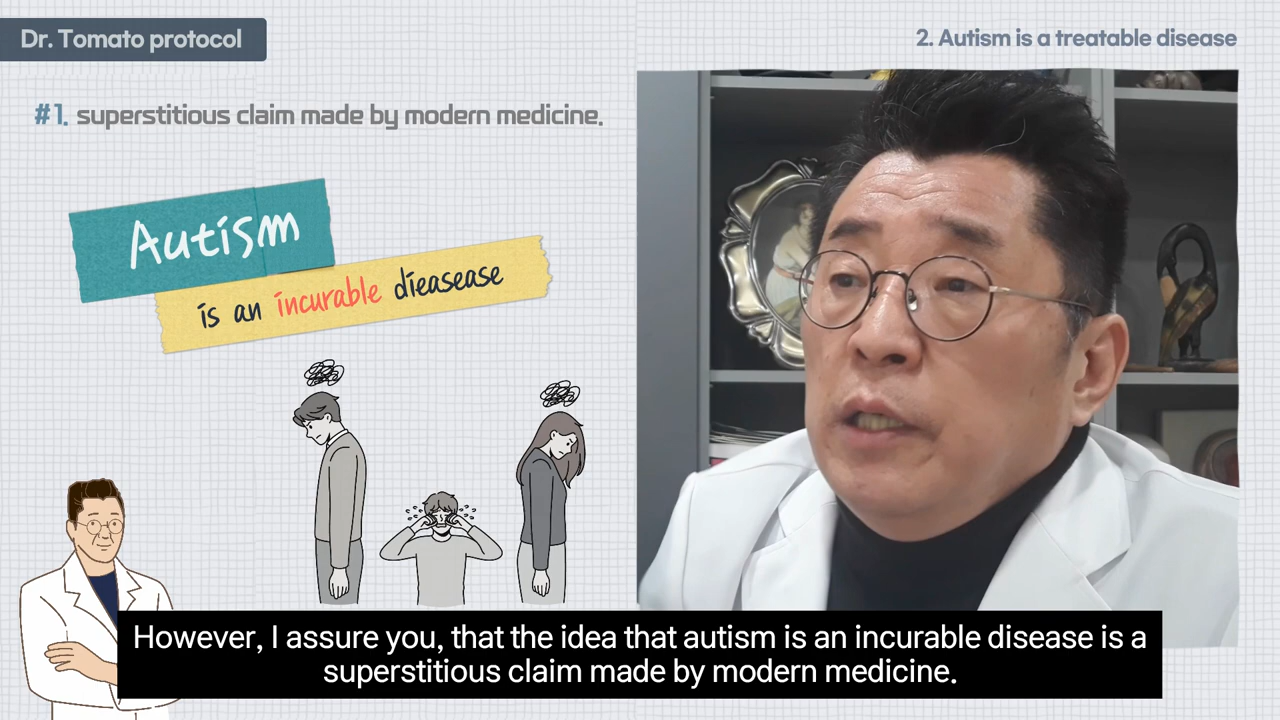 Dr. Tomato protocol
2. Autism is a treatable disease
#1. superstitious claim made by modern medicine.
Autism
is an incurable dieasease
However, I assure you, that the idea that autism is an incurable disease is a
superstitious claim made by modern medicine.